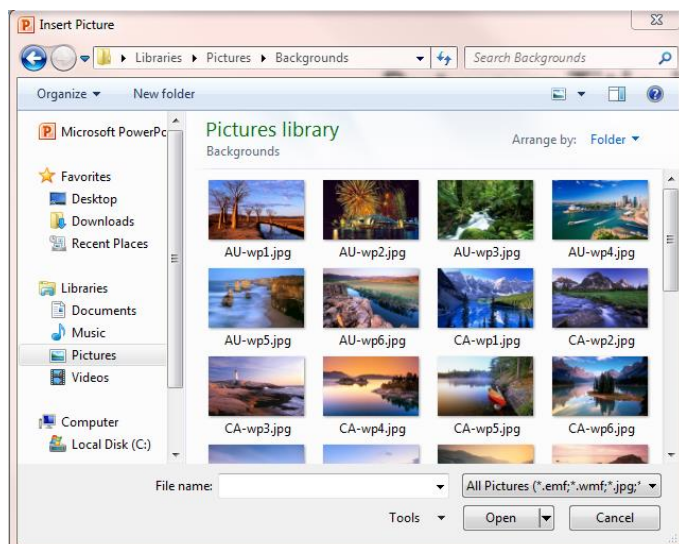 Insert Picture
Libraries Pictures Backgrounds
Search Backgrounds
Organize New folder
Microsoft PowerPc
Favorites
Desktop
Downloads
Recent Places
Libraries
Documents
Music
Pictures
Videos
Computer
Local Disk (C:)
Pictures library
Backgrounds
Arrange by: Folder
AU-wp1.jpg AU-wp2.jpg AU-wp3.jpg AU-wp4.jpg
AU-wp5.jpg AU-wp6.jpg CA-wp1.jpg CA-wp2.jpg
CA-wp3.jpg CA-wp4.jpg CA-wp5.jpg CA-wp6.jpg
File name: All Pictures (*.emf;*.wmf;*.jpg;*
Tools Open Cancel